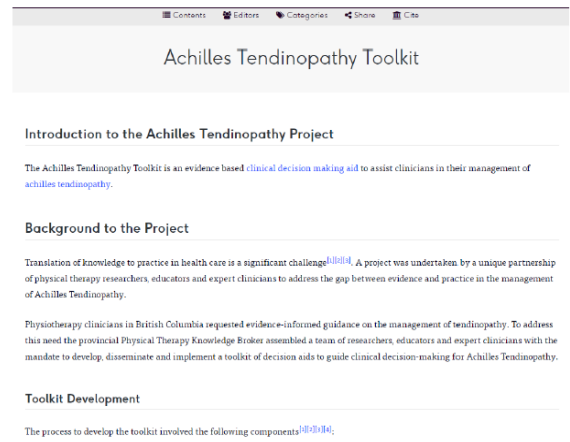 Contents Editors Categories Share Cite
Achilles Tendinopathy Toolkit
Introduction to the Achilles Tendinopathy Project
The Achilles Tendinopathy Toolkit is an evidence based clinical decision making aid to assist clinicians in their management of
achilles tendinopathy.
Background to the Project
Translation of knowledge to practice in health care is a significant challenge[1][2][3]. A project was undertaken by a unique partnership
of physical therapy researchers, educators and expert clinicians to address the gap between evidence and practice in the management
of Achilles Tendinopathy.
Physiotherapy clinicians in British Columbia requested evidence-informed guidance on the management of tendinopathy. To address
this need the provincial Physical Therapy Knowledge Broker assembled a team of researchers, educators and expert clinicians with the
mandate to develop, disseminate and implement a toolkit of decision aids to guide clinical decision-making for Achilles Tendinopathy.
Toolkit Development
The process to develop the toolkit involved the following components[1][2][3][4]: